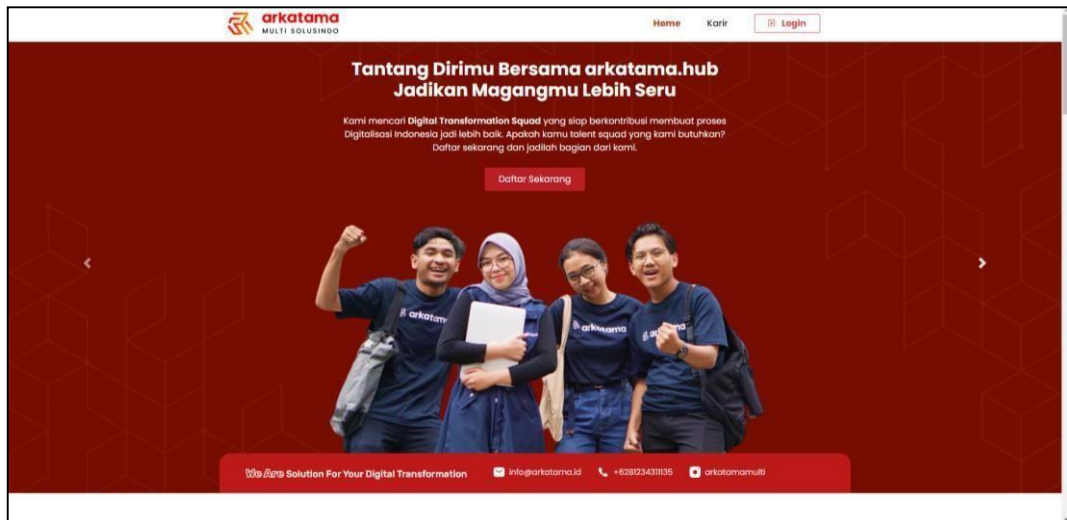 arkatama
MULTI SOLUSINDO
Home Karir Login
Tantang Dirimu Bersama arkatama.hub
Jadikan Magangmu Lebih Seru
Kami mencari Digital Transformation Squad yang siap berkontribusi membuat proses
Digitalisasi Indonesia jadi lebih baik. Apakah kamu talent squad yang kami butuhkan?
Daftar sekarang dan jadilah bagian dari kami.
Daftar Sekarang
arkatama
arkatama
We Are Solution For Your Digital Transformation info@arkatama.id +6281234311135 arkatamamulti